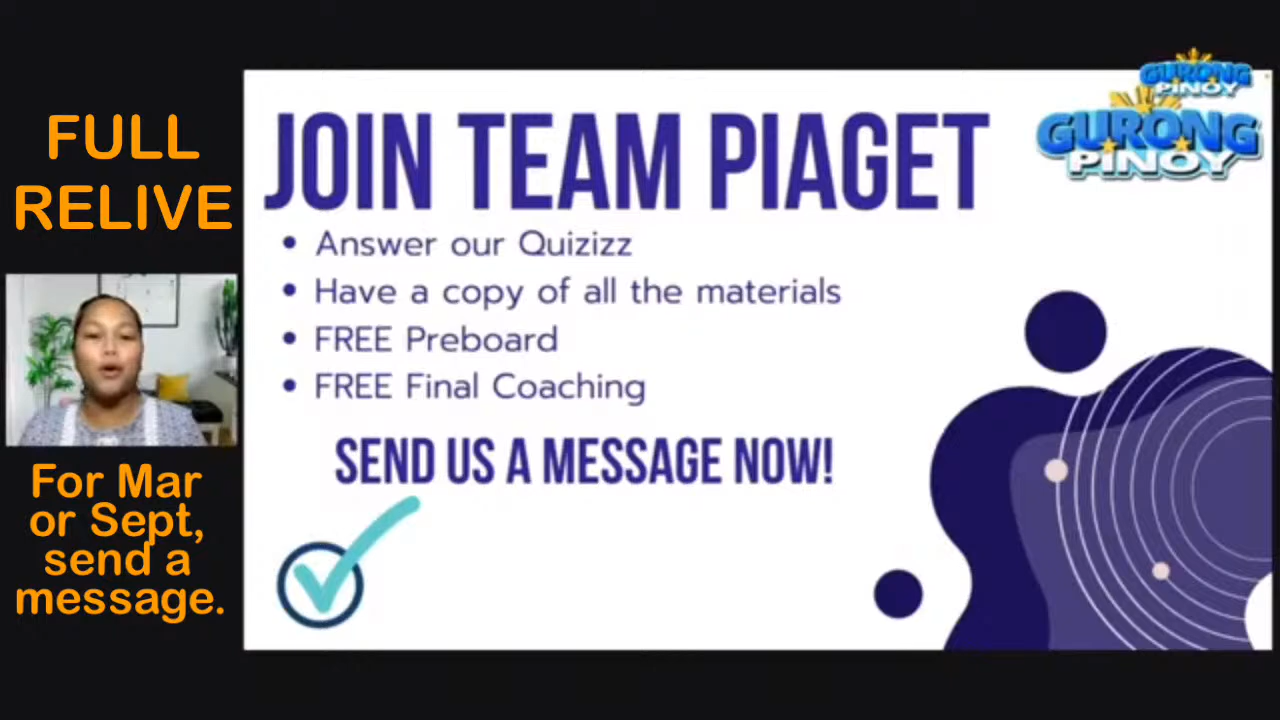 FULL
RELIVE
For Mar
or Sept,
send a
message.
JOIN TEAM PIAGET
GURONG
PINOY
GURONG
PINOY
• Answer our Quizizz
• Have a copy of all the materials
• FREE Preboard
• FREE Final Coaching
SEND US A MESSAGE NOW!